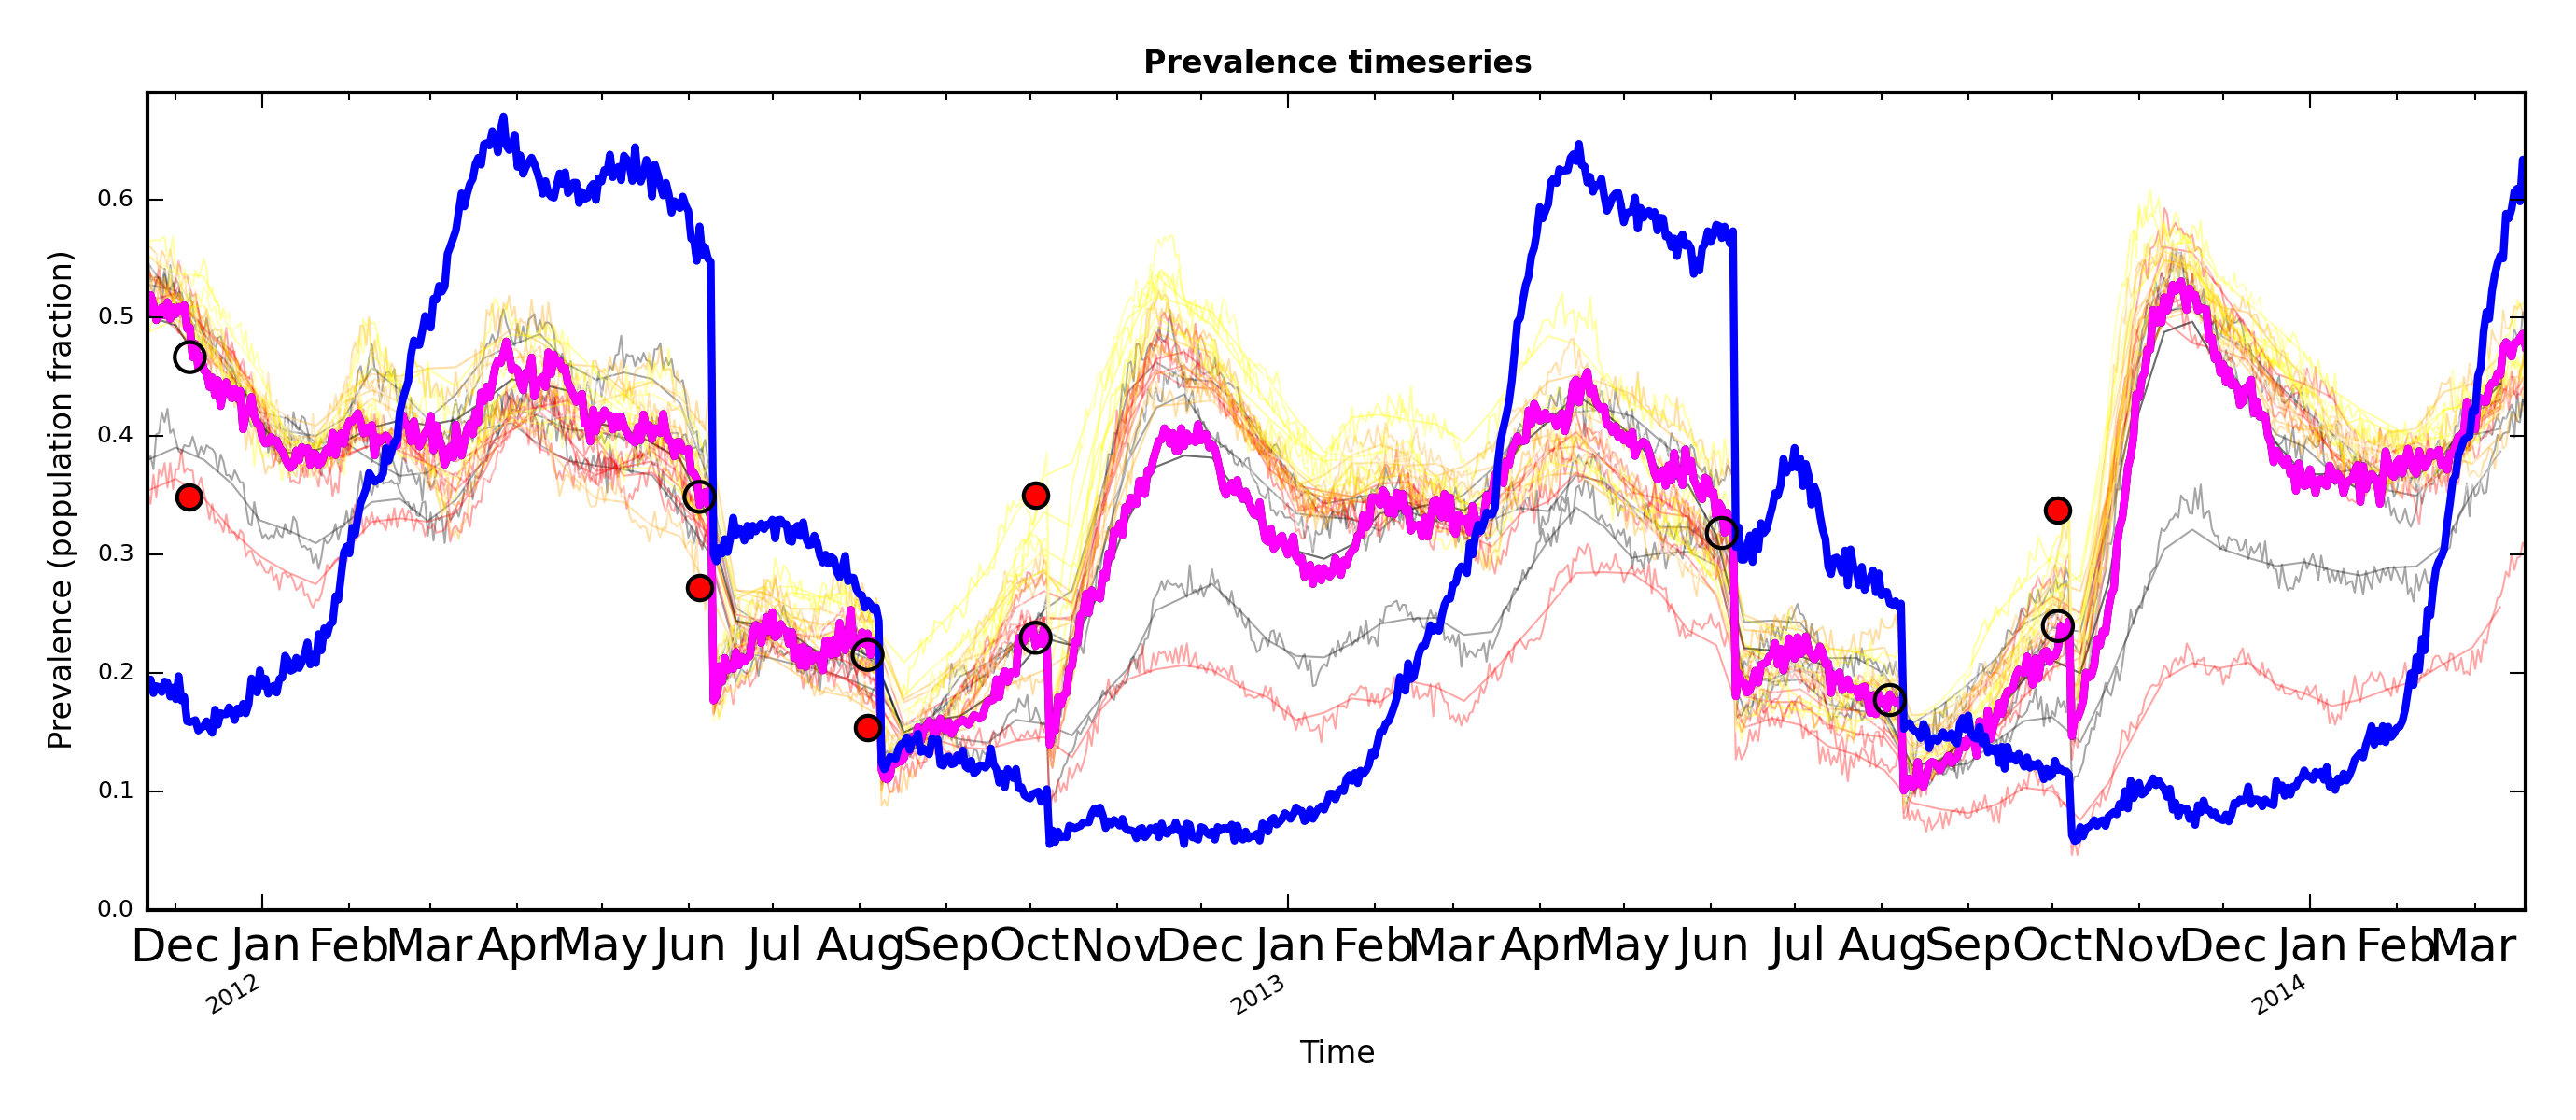 Prevalence timeseries
Prevalence (population fraction)
0.6
0.5
0.4
0.3
0.2
0.1
0.0
Dec Jan Feb Mar Apr May Jun Jul Aug Sep Oct Nov Dec Jan Feb Mar Apr May Jun Jul Aug Sep Oct Nov Dec Jan Feb Mar
2012 2013 2014
Time